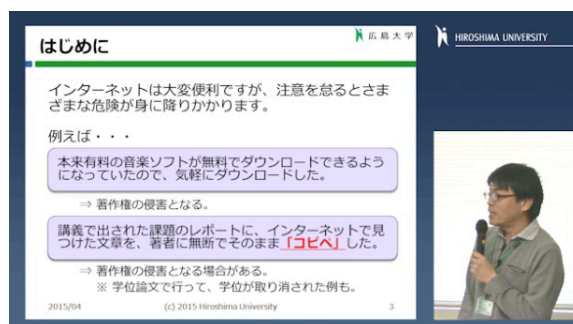 はじめに
広島大学
HIROSHIMA UNIVERSITY
インターネットは大変便利ですが、注意を怠るとさま
ざまな危険が身に降りかかります。
例えば・・・
本来有料の音楽ソフトが無料でダウンロードできるよう
になっていたので、気軽にダウンロードした。
⇒ 著作権の侵害となる。
講義で出された課題のレポートに、インターネットで見
つけた文章を、著者に無断でそのまま「コピペ」した。
⇒ 著作権の侵害となる場合がある。
※ 学位論文で行って、学位が取り消された例も。
2015/04
(c) 2015 Hiroshima University
3